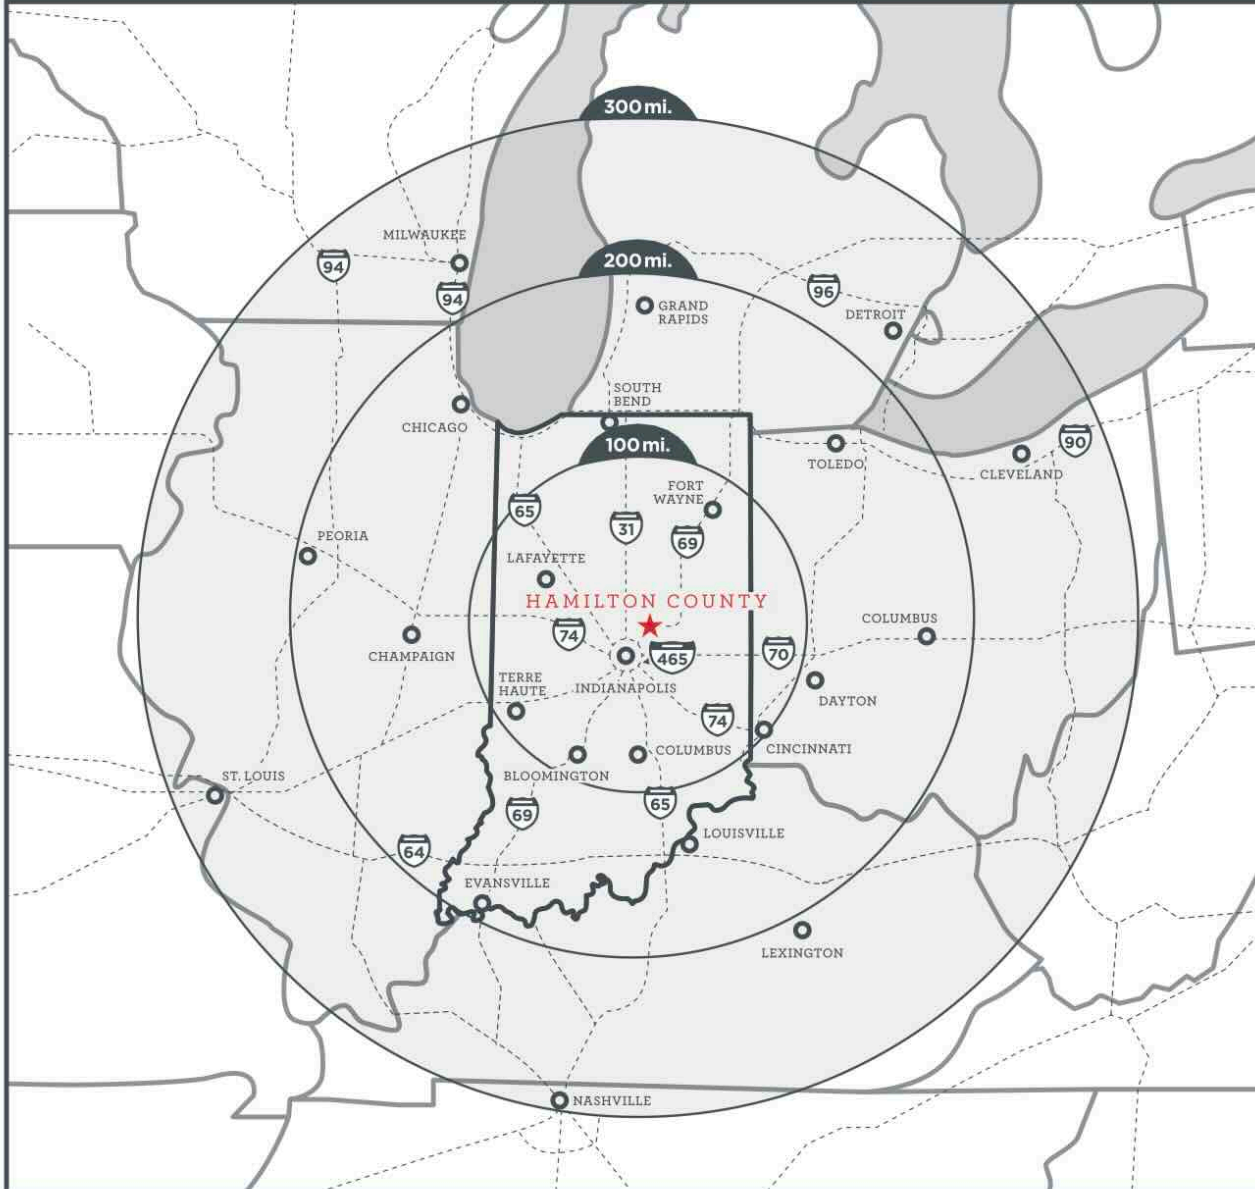 300 mi.
MILWAUKEE
94
200 mi.
94
96
GRAND
RAPIDS
DETROIT
SOUTH
BEND
CHICAGO
100 mi.
90
TOLEDO
CLEVELAND
FORT
WAYNE
65
31
PEORIA
69
LAFAYETTE
HAMILTON COUNTY
COLUMBUS
74
CHAMPAIGN
465
70
TERRE
HAUTE
INDIANAPOLIS
DAYTON
74
COLUMBUS
CINCINNATI
BLOOMINGTON
ST. LOUIS
69
65
LOUISVILLE
64
EVANSVILLE
LEXINGTON
NASHVILLE